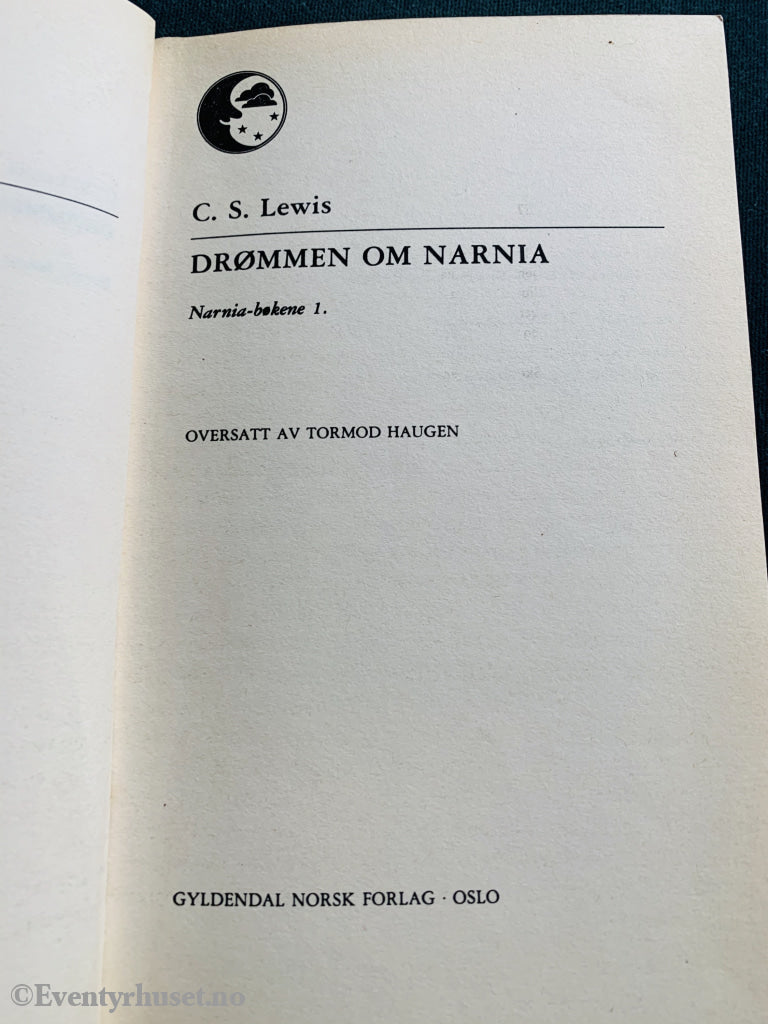 C. S. Lewis
DRØMMEN OM NARNIA
Narnia-bøkene 1.
OVERSATT AV TORMOD HAUGEN
GYLDENDAL NORSK FORLAG · OSLO
©Eventyrhuset.no